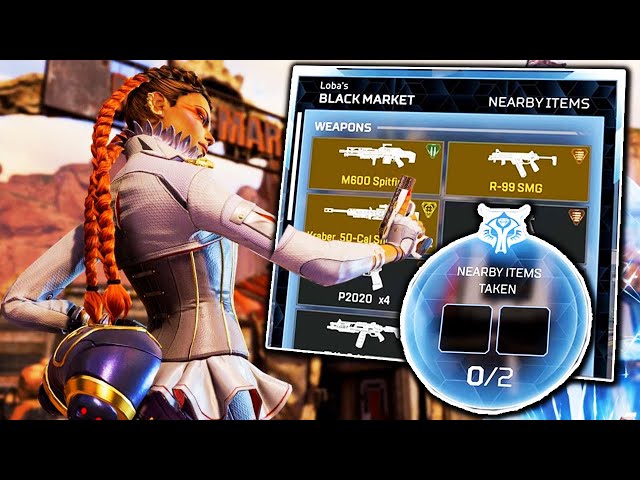 MAR
Loba's
BLACK MARKET
NEARBY ITEMS
WEAPONS
M600 Spitfi
R-99 SMG
Kraber .50-Cal Sn
P2020 x4
NEARBY ITEMS
TAKEN
0/2